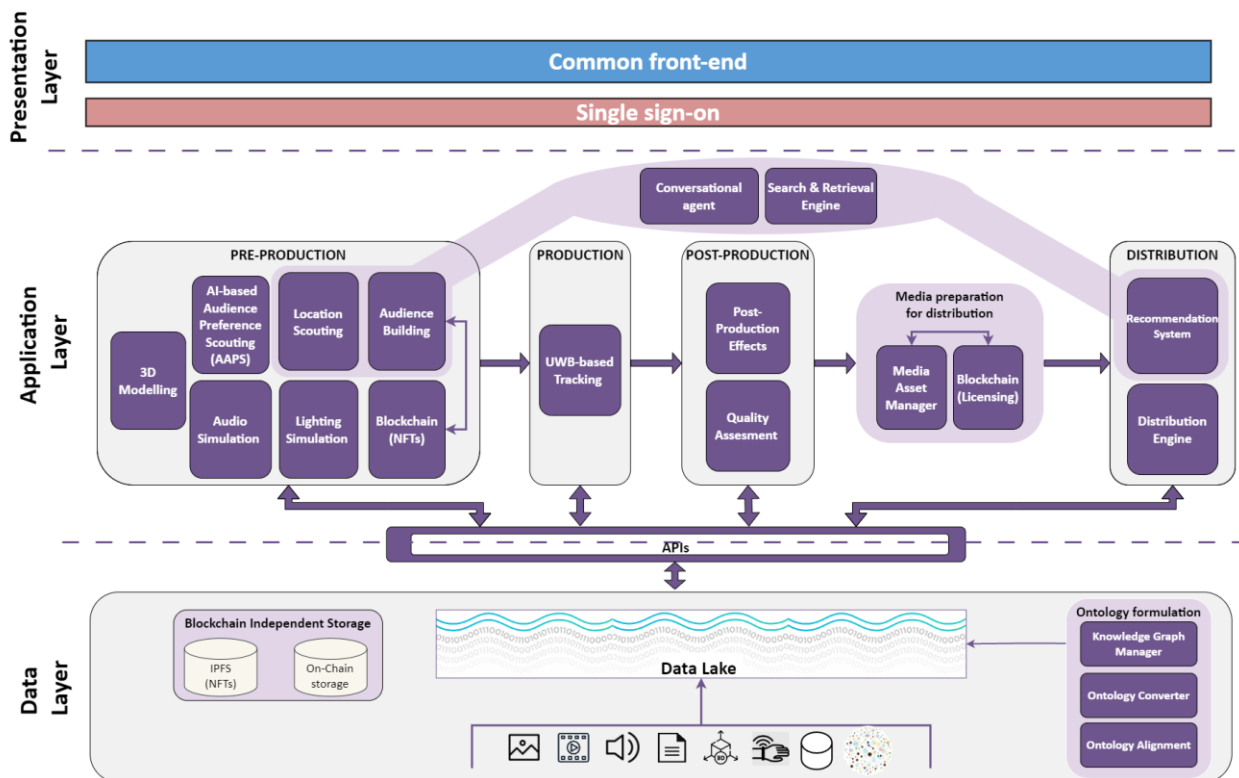 Presentation
Layer
Common front-end
Single sign-on
Application
Layer
Conversational
agent
Search & Retrieval
Engine
PRE-PRODUCTION
3D
Modelling
AI-based
Audience
Preference
Scouting
(AAPS)
Location
Scouting
Audience
Building
Audio
Simulation
Lighting
Simulation
Blockchain
(NFTs)
PRODUCTION
UWB-based
Tracking
POST-PRODUCTION
Post-
Production
Effects
Quality
Assesment
Media preparation
for distribution
Media
Asset
Manager
Blockchain
(Licensing)
DISTRIBUTION
Recommendation
System
Distribution
Engine
APIs
Data
Layer
Blockchain Independent Storage
IPFS
(NFTs)
On-Chain
storage
Data Lake
3D
Ontology formulation
Knowledge Graph
Manager
Ontology Converter
Ontology Alignment